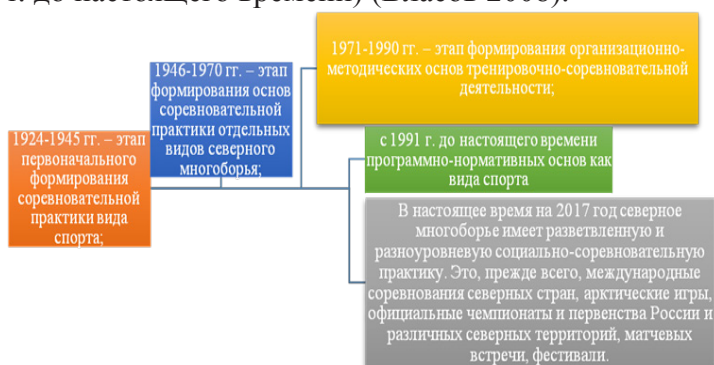 г. до настоящего времени) (Власов 2008).
1924-1945 гг. – этап
первоначального
формирования
соревновательной
практики вида
спорта;
1946-1970 гг. – этап
формирования основ
соревновательной
практики отдельных
видов северного
многоборья;
1971-1990 гг. – этап формирования организационно-
методических основ тренировочно-соревновательной
деятельности;
с 1991 г. до настоящего времени
программно-нормативных основ как
вида спорта
В настоящее время на 2017 год северное
многоборье имеет разветвленную и
разноуровневую социально-соревновательную
практику. Это, прежде всего, международные
соревнования северных стран, арктические игры,
официальные чемпионаты и первенства России и
различных северных территорий, матчевых
встречи, фестивали.